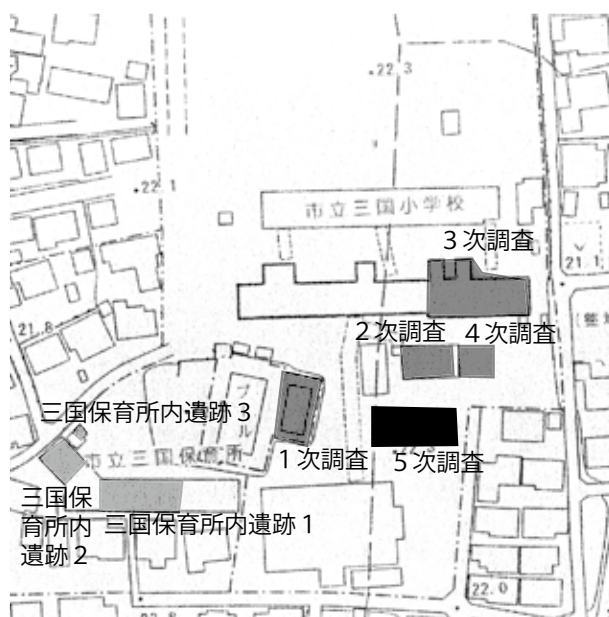 22.3
22.1
市立三国小学校
3次調査
21.1
21.8
2次調査 4次調査
プール
三国保育所内遺跡3
市立三国保育所
1次調査 5次調査
三国保
育所内
遺跡2
三国保育所内遺跡1
22.0